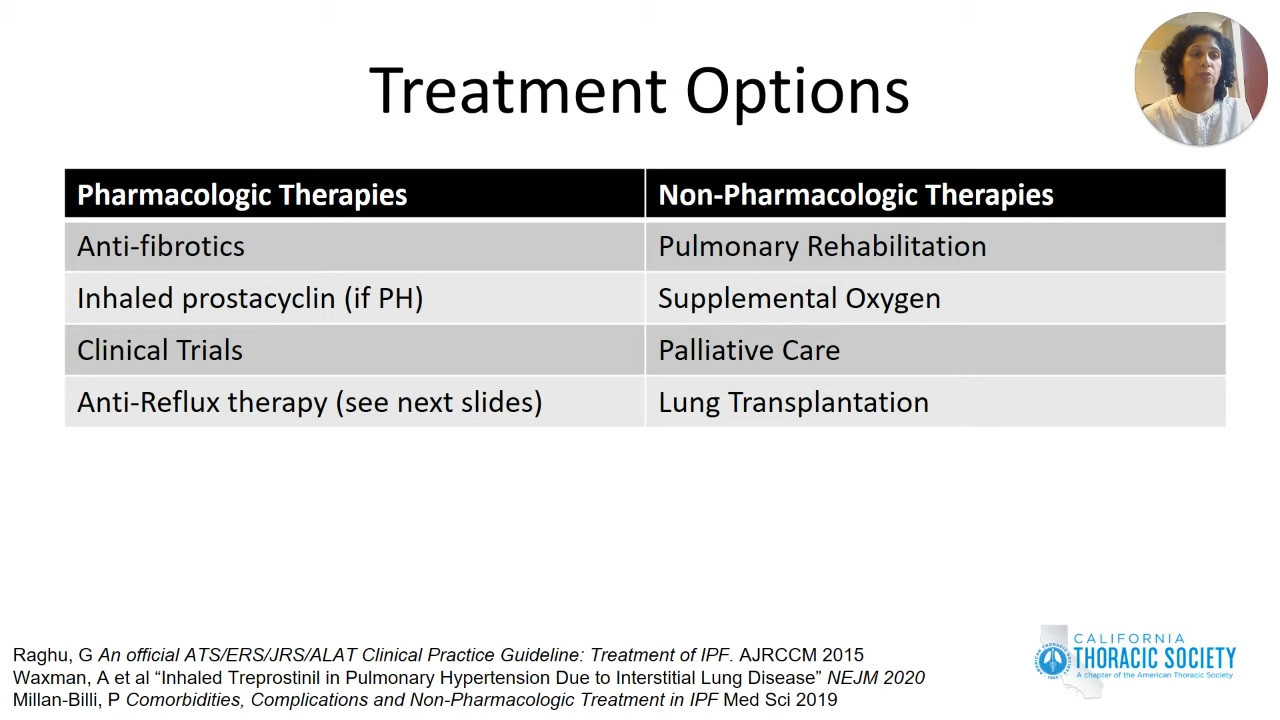 Treatment Options
Pharmacologic Therapies
Non-Pharmacologic Therapies
Anti-fibrotics
Pulmonary Rehabilitation
Inhaled prostacyclin (if PH)
Supplemental Oxygen
Clinical Trials
Palliative Care
Anti-Reflux therapy (see next slides)
Lung Transplantation
Raghu, G An official ATS/ERS/JRS/ALAT Clinical Practice Guideline: Treatment of IPF. AJRCCM 2015
Waxman, A et al “Inhaled Treprostinil in Pulmonary Hypertension Due to Interstitial Lung Disease” NEJM 2020
Millan-Billi, P Comorbidities, Complications and Non-Pharmacologic Treatment in IPF Med Sci 2019
CALIFORNIA
THORACIC SOCIETY
A chapter of the American Thoracic Society